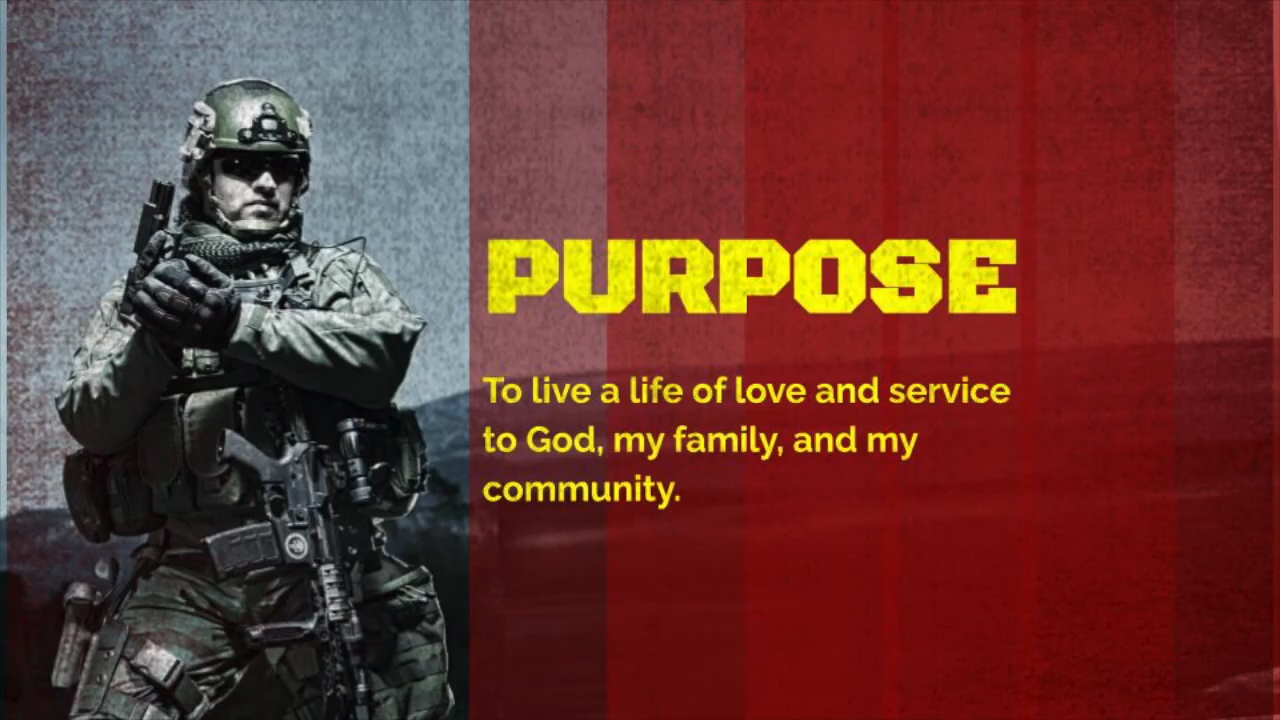 PURPOSE
To live a life of love and service
to God, my family, and my
community.